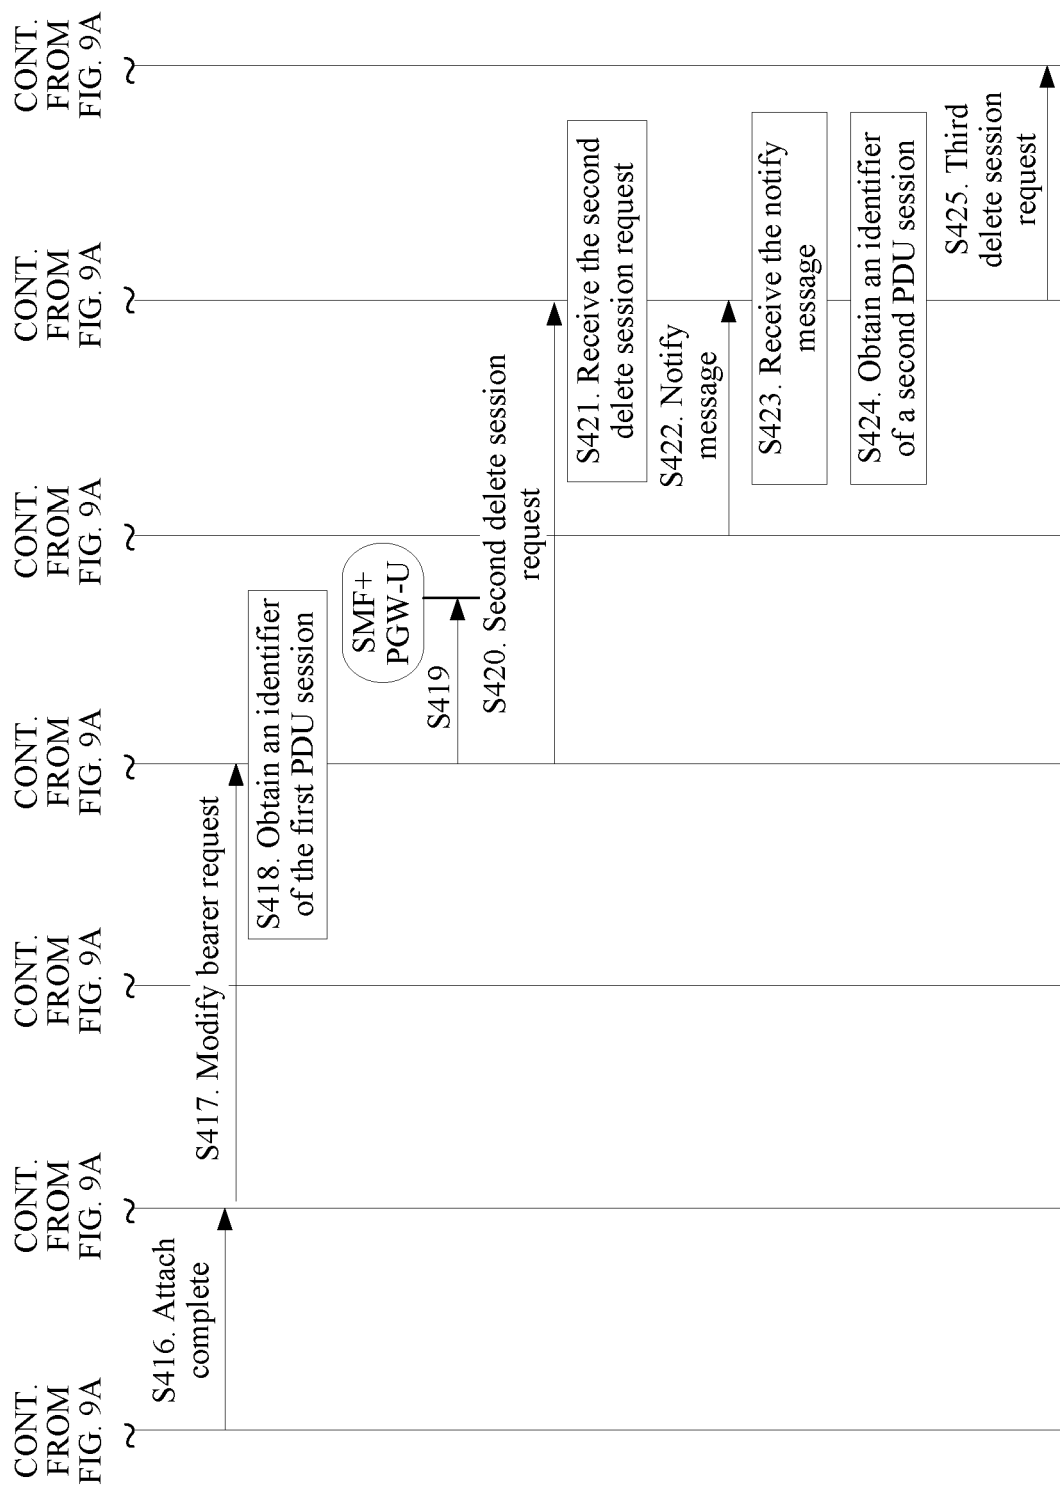 CONT.
FROM
FIG. 9A
CONT.
FROM
FIG. 9A
CONT.
FROM
FIG. 9A
CONT.
FROM
FIG. 9A
CONT.
FROM
FIG. 9A
CONT.
FROM
FIG. 9A
CONT.
FROM
FIG. 9A
S416. Attach
complete
S417. Modify bearer request
S418. Obtain an identifier
of the first PDU session
SMF+
PGW-U
S419
S420. Second delete session
request
S421. Receive the second
delete session request
S422. Notify
message
S423. Receive the notify
message
S424. Obtain an identifier
of a second PDU session
S425. Third
delete session
request